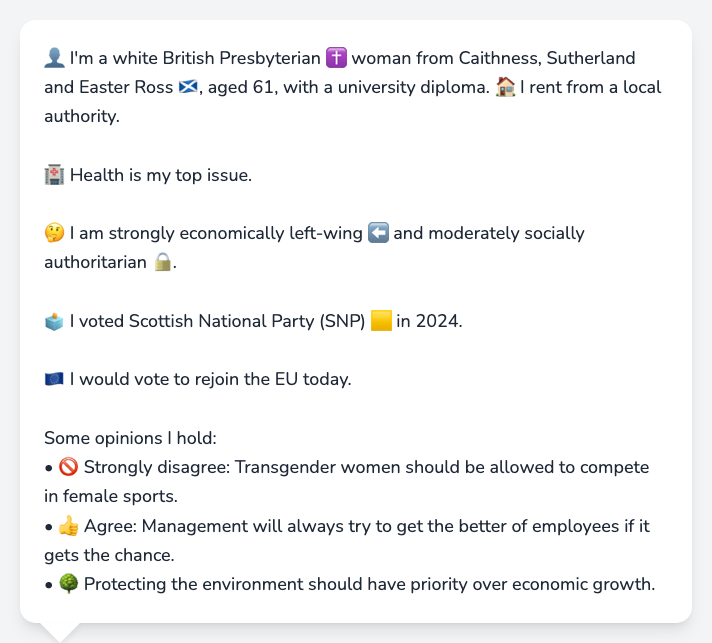 👤 I'm a white British Presbyterian ✝️ woman from Caithness, Sutherland
and Easter Ross 🏴󠁧󠁢󠁳󠁣󠁴󠁿, aged 61, with a university diploma. 🏠 I rent from a local
authority.
🏥 Health is my top issue.
🤔 I am strongly economically left-wing ⬅️ and moderately socially
authoritarian 🔒.
🗳️ I voted Scottish National Party (SNP) 🟨 in 2024.
🇪🇺 I would vote to rejoin the EU today.
Some opinions I hold:
• 🚫 Strongly disagree: Transgender women should be allowed to compete
in female sports.
• 👍 Agree: Management will always try to get the better of employees if it
gets the chance.
• 🌳 Protecting the environment should have priority over economic growth.